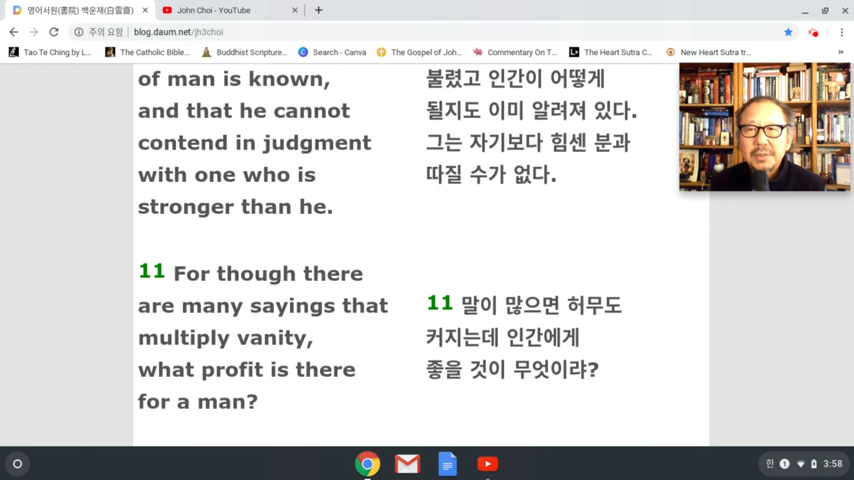 영어서원(書院) 백운재(白雲齋)
John Choi - YouTube
주의 요함
blog.daum.net/jh3choi
Tao Te Ching by L...
The Catholic Bible...
Buddhist Scripture...
Search - Canva
The Gospel of Joh...
Commentary On T...
The Heart Sutra C...
New Heart Sutra tr...
of man is known,
and that he cannot
contend in judgment
with one who is
stronger than he.
불렸고 인간이 어떻게
될지도 이미 알려져 있다.
그는 자기보다 힘센 분과
따질 수가 없다.
11 For though there
are many sayings that
multiply vanity,
what profit is there
for a man?
11 말이 많으면 허무도
커지는데 인간에게
좋을 것이 무엇이랴?
한
1
3:58